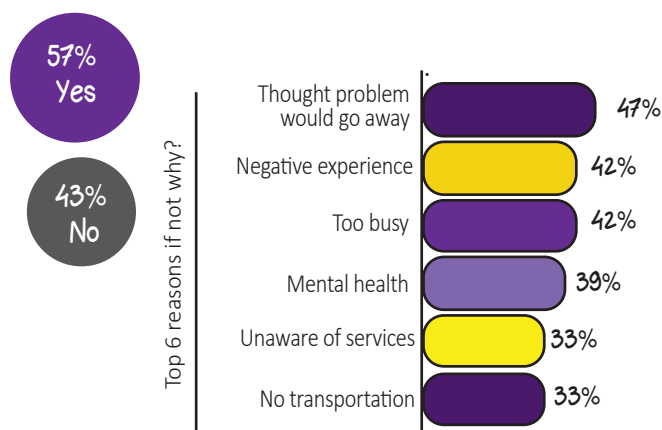 57%
Yes
43%
No
Top 6 reasons if not why?
Thought problem
would go away
47%
Negative experience
42%
Too busy
42%
Mental health
39%
Unaware of services
33%
No transportation
33%